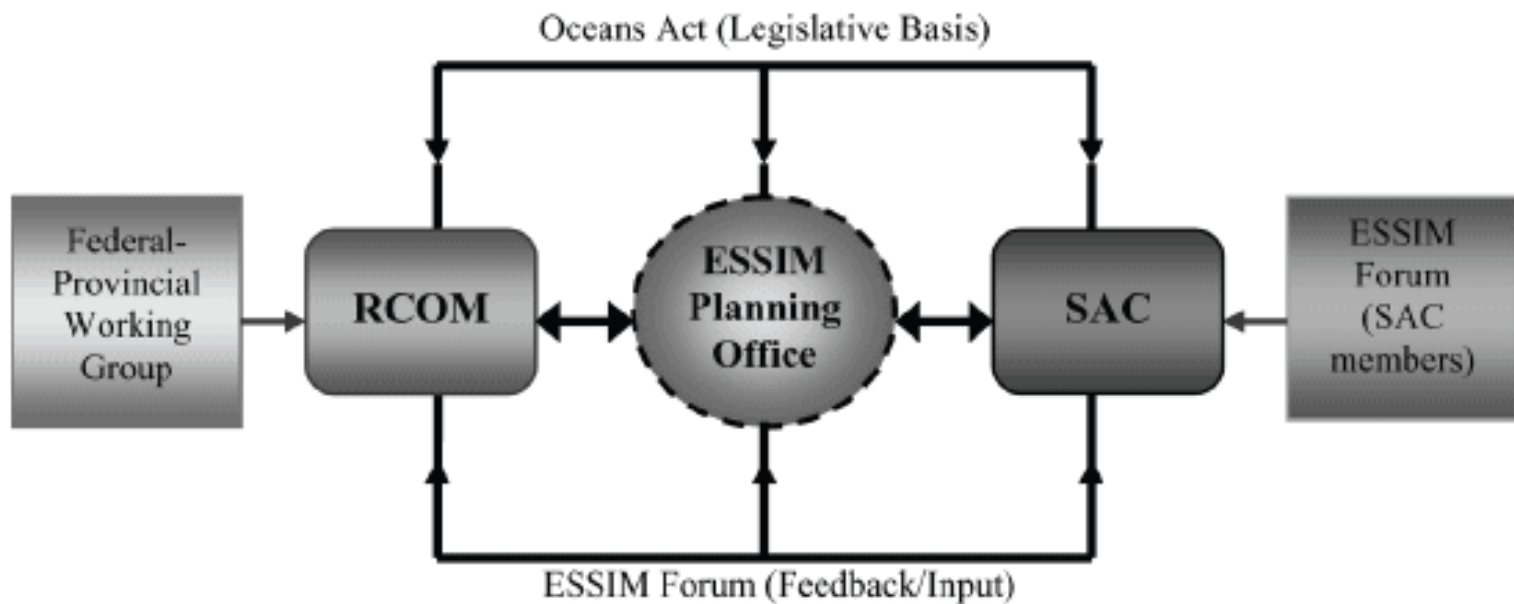 Oceans Act (Legislative Basis)
Federal-
Provincial
Working
Group
RCOM
ESSIM
Planning
Office
SAC
ESSIM
Forum
(SAC
members)
ESSIM Forum (Feedback/Input)